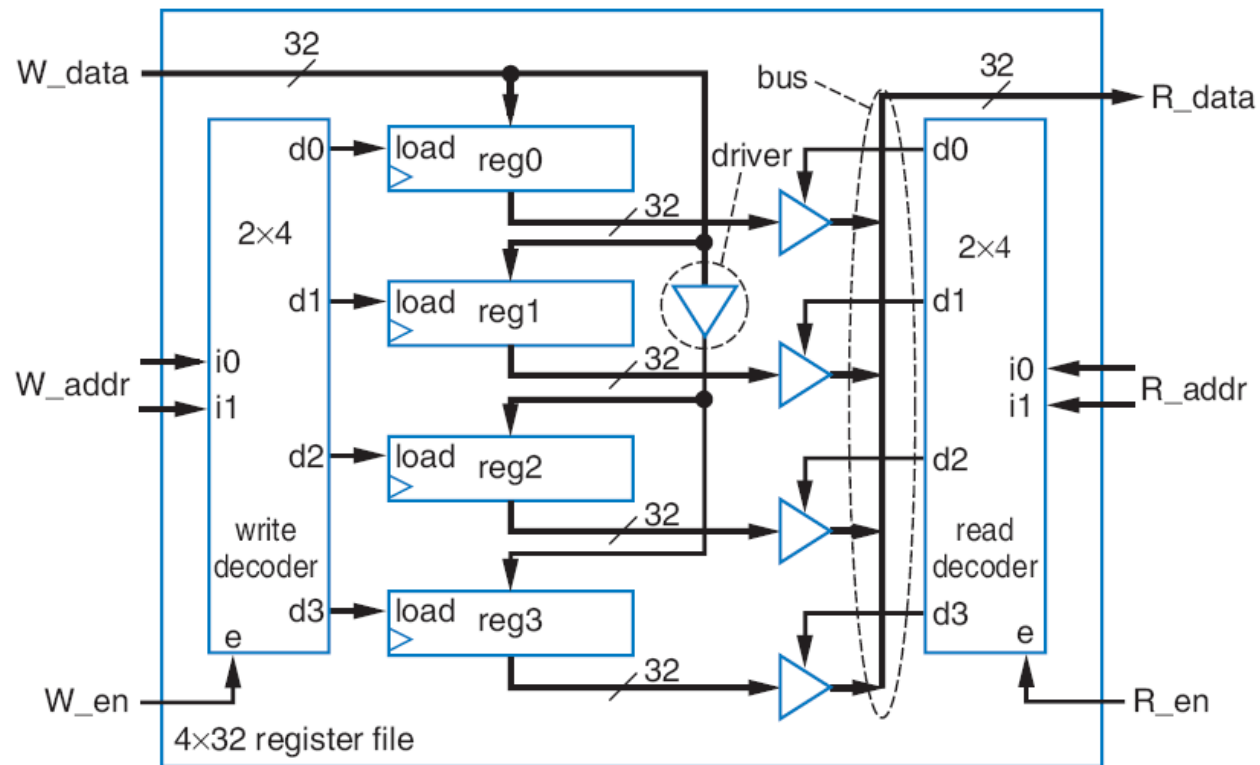 32
W_data
bus
32
R_data
d0
load
reg0
driver
d0
2×4
32
2×4
d1
load
reg1
d1
i0
32
i0
W_addr
R_addr
i1
i1
d2
load
reg2
d2
write
decoder
32
read
decoder
d3
load
reg3
d3
e
e
32
W_en
R_en
4×32 register file